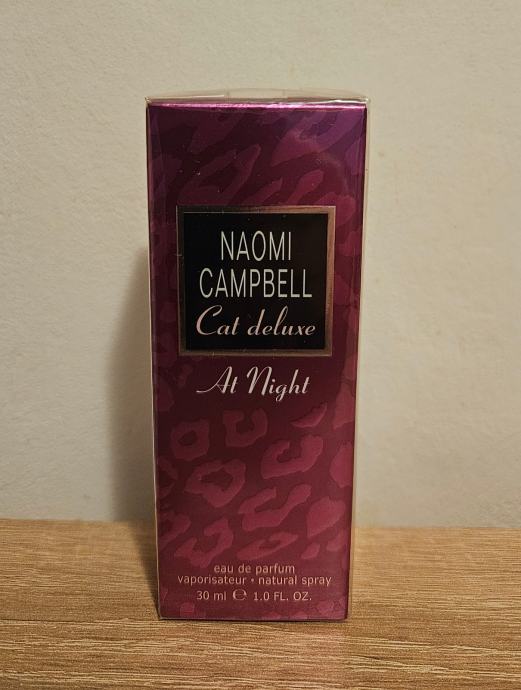 NAOMI
CAMPBELL
Cat deluxe
At Night
eau de parfum
vaporisateur • natural spray
30 ml ℮ 1.0 FL. OZ.